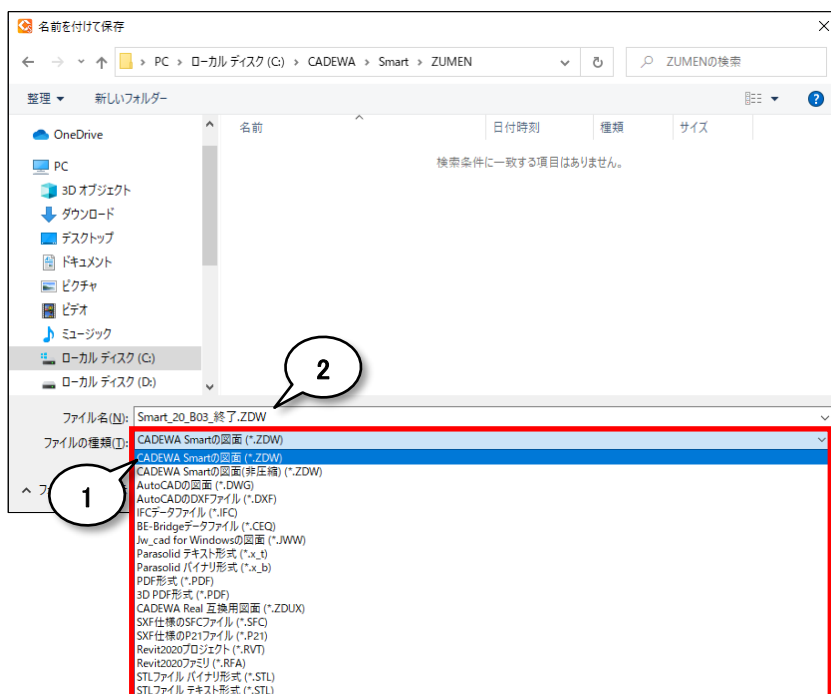 名前を付けて保存
PC › ローカル ディスク (C:) › CADEWA › Smart › ZUMEN
ZUMENの検索
整理 新しいフォルダー
名前 日付時刻 種類 サイズ
検索条件に一致する項目はありません。
OneDrive
PC
3D オブジェクト
ダウンロード
デスクトップ
ドキュメント
ピクチャ
ビデオ
ミュージック
ローカル ディスク (C:)
ローカル ディスク (D:)
2
ファイル名(N): Smart_20_B03_終了.ZDW
ファイルの種類(T): CADEWA Smartの図面 (*.ZDW)
CADEWA Smartの図面 (*.ZDW)
CADEWA Smartの図面(非圧縮) (*.ZDW)
AutoCADの図面 (*.DWG)
1
AutoCADのDXFファイル (*.DXF)
IFCデータファイル (*.IFC)
BE-Bridgeデータファイル (*.CEQ)
Jw_cad for Windowsの図面 (*.JWW)
Parasolid テキスト形式 (*.x_t)
Parasolid バイナリ形式 (*.x_b)
PDF形式 (*.PDF)
3D PDF形式 (*.PDF)
CADEWA Real 互換用図面 (*.ZDUX)
SXF仕様のSFCファイル (*.SFC)
SXF仕様のP21ファイル (*.P21)
Revit2020プロジェクト (*.RVT)
Revit2020ファミリ (*.RFA)
STLファイル バイナリ形式 (*.STL)
STLファイル テキスト形式 (*.STL)